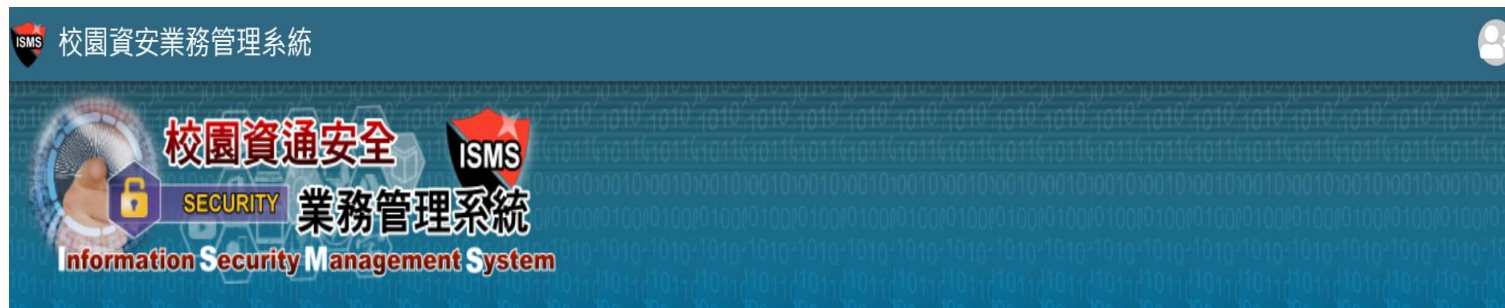 ISMS 校園資安業務管理系統
校園資通安全 ISMS
SECURITY 業務管理系統
Information Security Management System